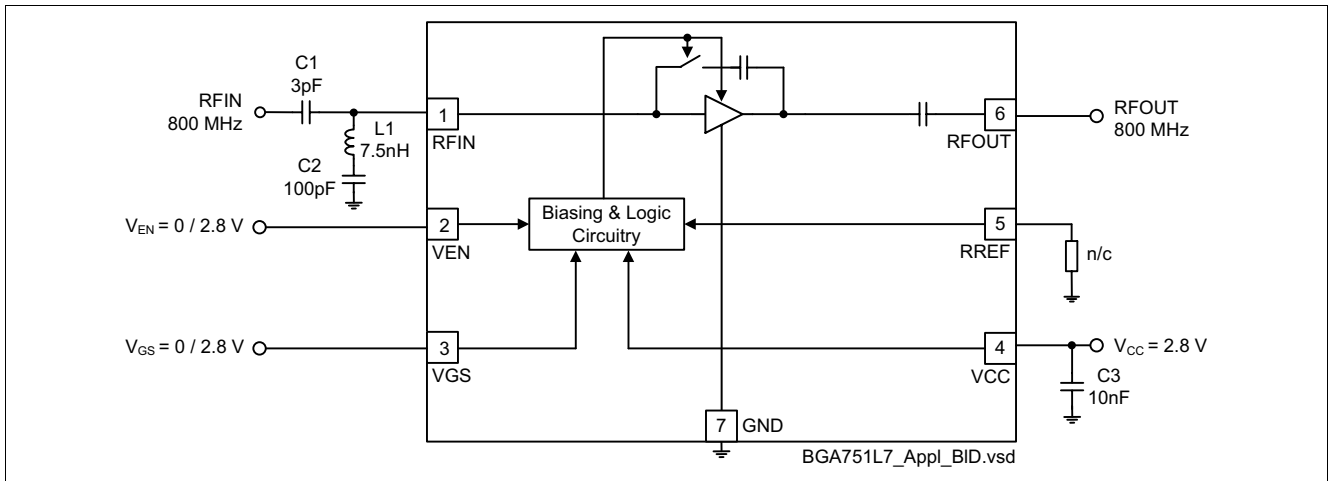 C1
3pF
RFIN
800 MHz
L1
7.5nH
C2
100pF
1
RFIN
6
RFOUT
RFOUT
800 MHz
V_EN = 0 / 2.8 V
2
VEN
Biasing & Logic
Circuitry
5
RREF
n/c
V_GS = 0 / 2.8 V
3
VGS
4
VCC
V_CC = 2.8 V
C3
10nF
7
GND
BGA751L7_Appl_BID.vsd